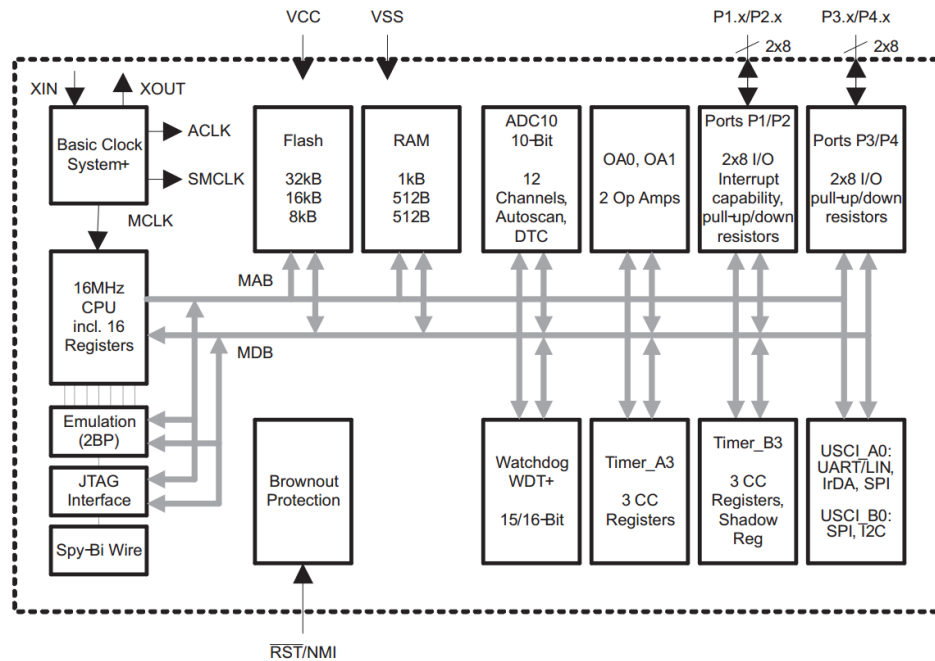 VCC
VSS
P1.x/P2.x
2x8
P3.x/P4.x
2x8
XIN
XOUT
Basic Clock
System+
ACLK
SMCLK
MCLK
Flash
32kB
16kB
8kB
RAM
1kB
512B
512B
ADC10
10-Bit
12
Channels,
Autoscan,
DTC
OA0, OA1
2 Op Amps
Ports P1/P2
2x8 I/O
Interrupt
capability,
pull-up/down
resistors
Ports P3/P4
2x8 I/O
pull-up/down
resistors
16MHz
CPU
incl. 16
Registers
MAB
MDB
Emulation
(2BP)
JTAG
Interface
Spy-Bi Wire
Brownout
Protection
Watchdog
WDT+
15/16-Bit
Timer_A3
3 CC
Registers
Timer_B3
3 CC
Registers,
Shadow
Reg
USCI_A0:
UART/LIN,
IrDA, SPI
USCI_B0:
SPI, I2C
RST/NMI